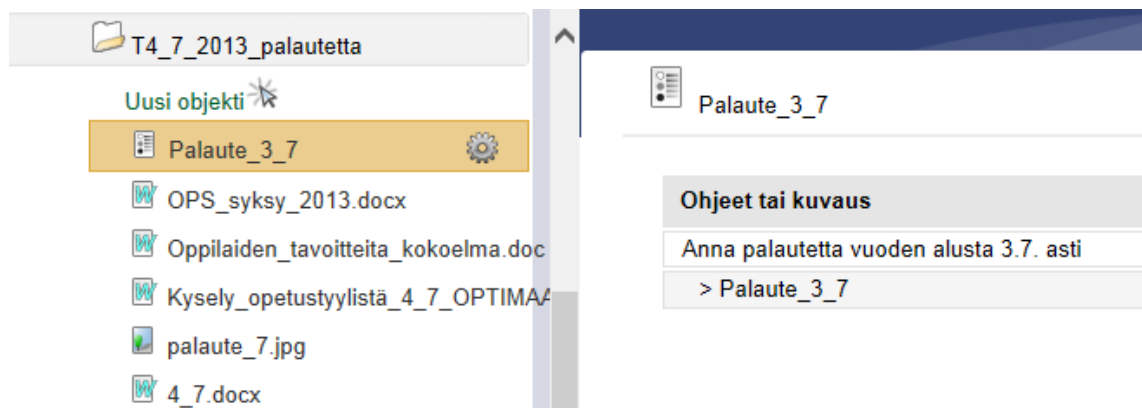 T4_7_2013_palautetta
Uusi objekti
Palaute_3_7
OPS_syksy_2013.docx
Oppilaiden_tavoitteita_kokoelma.doc
Kysely_opetustyylistä_4_7_OPTIMAA
palaute_7.jpg
4_7.docx
Palaute_3_7
Ohjeet tai kuvaus
Anna palautetta vuoden alusta 3.7. asti
> Palaute_3_7